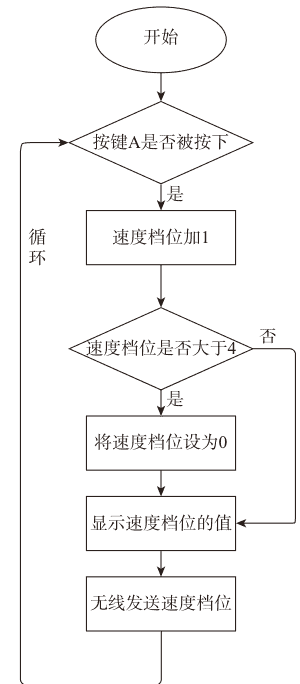 开始
按键A是否被按下
是
循
环
速度档位加1
速度档位是否大于4
否
是
将速度档位设为0
显示速度档位的值
无线发送速度档位